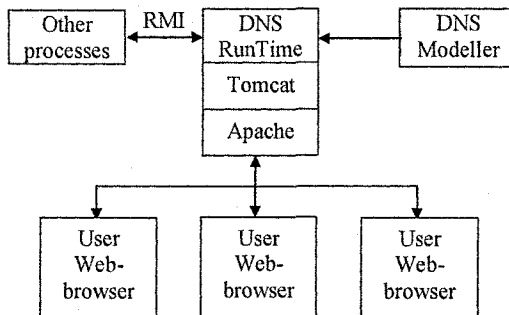 Other
processes
RMI
DNS
RunTime
DNS
Modeller
Tomcat
Apache
User
Web-
browser
User
Web-
browser
User
Web-
browser